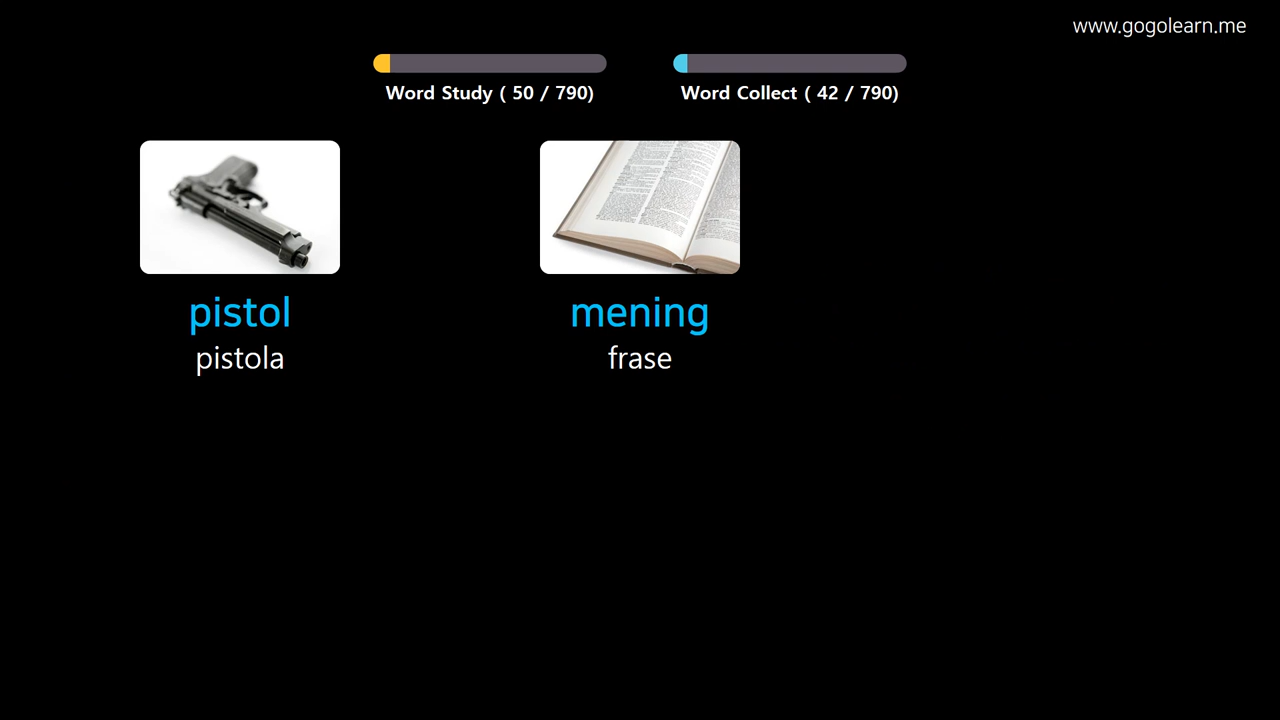 www.gogolearn.me
Word Study ( 50 / 790)
Word Collect ( 42 / 790)
pistol
pistola
mening
frase